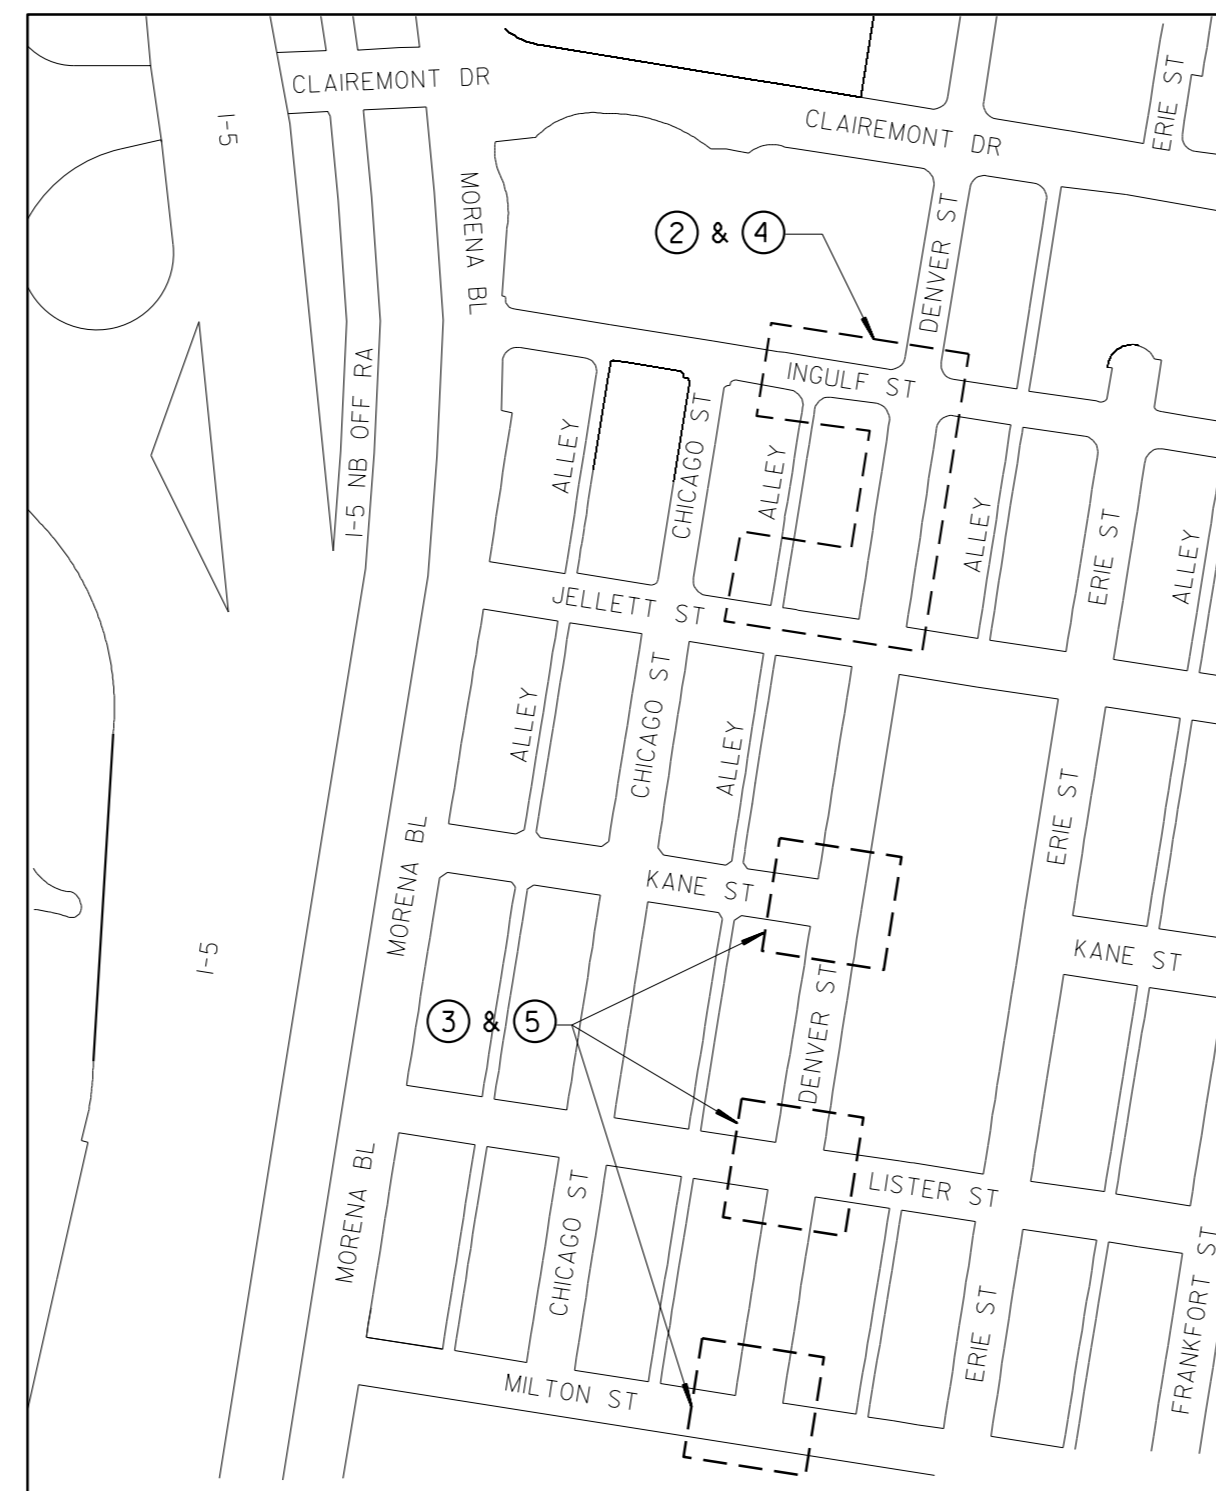 CLAIREMONT DR
I-5
CLAIREMONT DR
ERIE ST
MORENA BL
2 & 4
DENVER ST
I-5 NB OFF RA
INGULF ST
ALLEY
CHICAGO ST
ALLEY
ALLEY
ERIE ST
ALLEY
JELLETT ST
ALLEY
CHICAGO ST
ALLEY
ERIE ST
MORENA BL
KANE ST
KANE ST
I-5
3 & 5
DENVER ST
MORENA BL
CHICAGO ST
LISTER ST
ERIE ST
FRANKFORT ST
MILTON ST